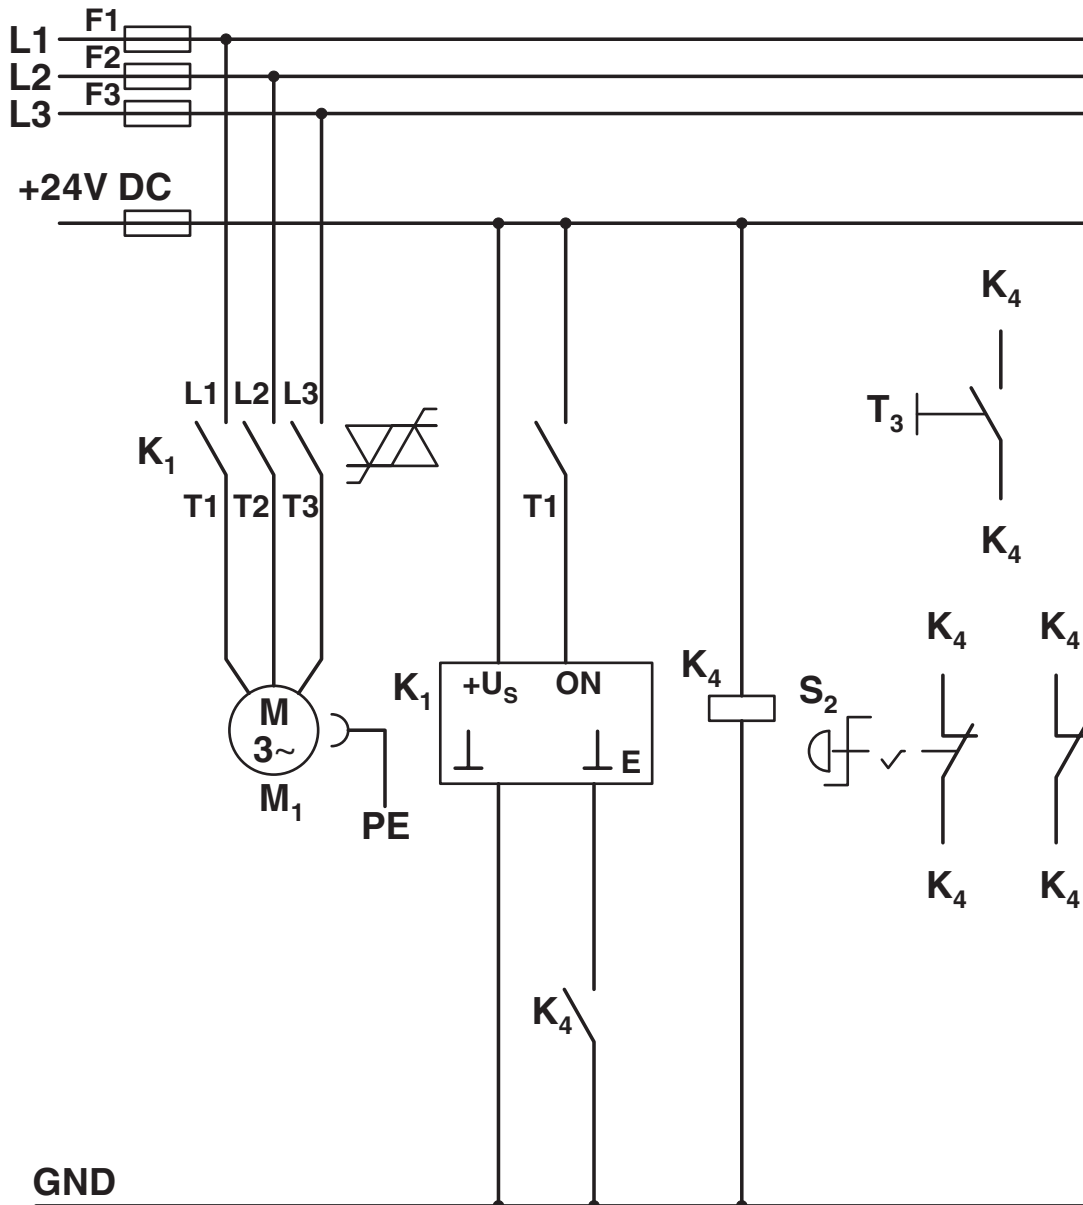 F1
L1
F2
L2
F3
L3
+24V DC
K4
L1 L2 L3
T3
K1
T1 T2 T3
T1
K4
K4 K4
K1 +US ON
K4
S2
M
3~
E
M1
PE
K4 K4
K4
GND